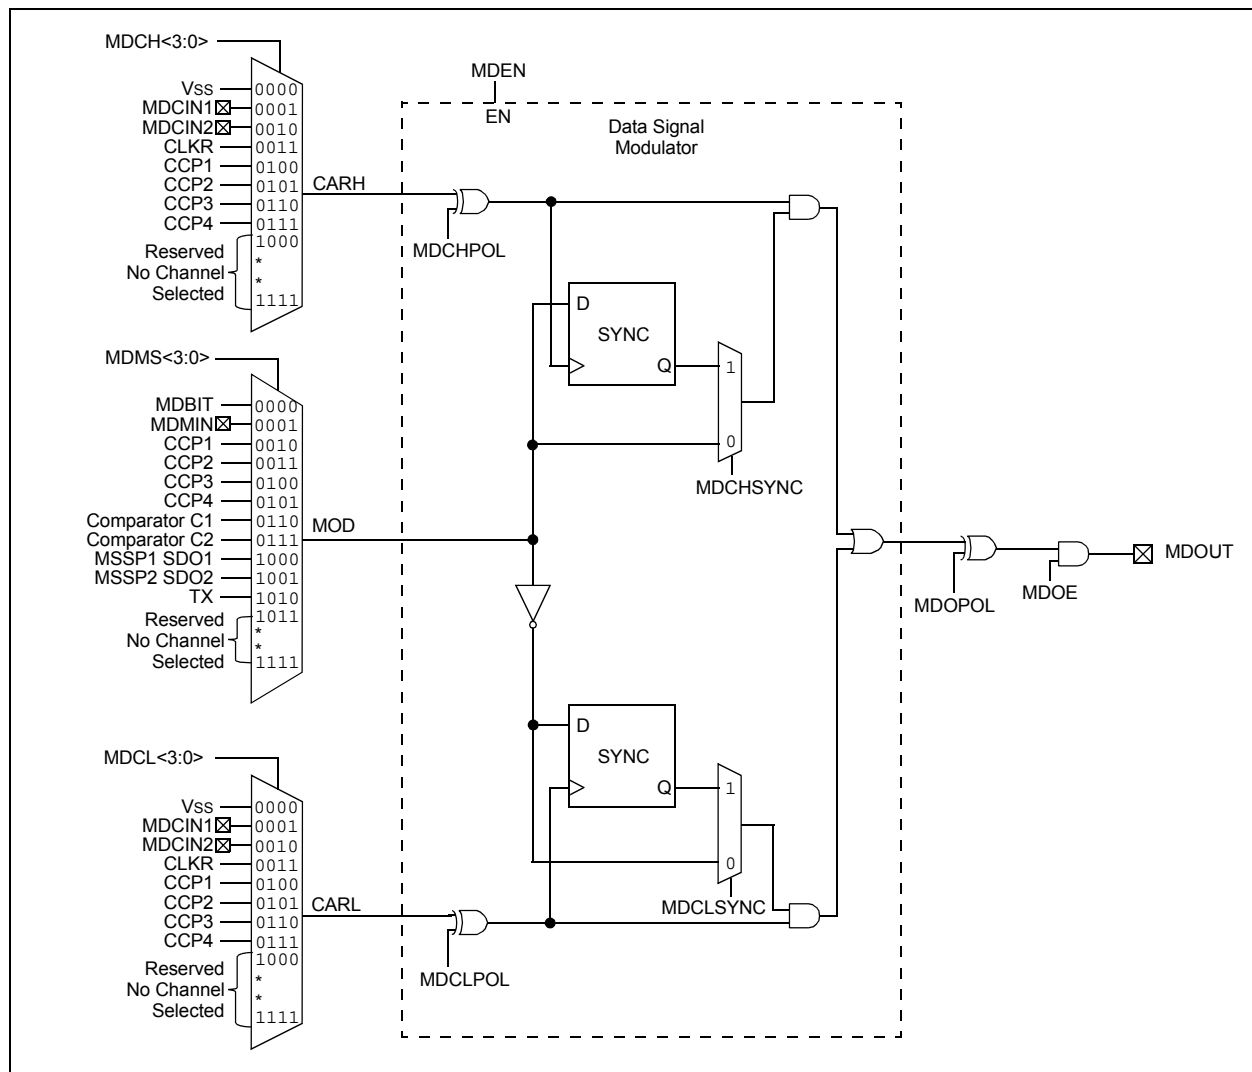 MDCH<3:0>
Vss 0000
MDCIN1 0001
MDCIN2 0010
CLKR 0011
CCP1 0100
CCP2 0101
CCP3 0110
CCP4 0111
1000
Reserved
No Channel *
*
Selected
1111
CARH
MDMS<3:0>
MDBIT 0000
MDMIN 0001
CCP1 0010
CCP2 0011
CCP3 0100
CCP4 0101
Comparator C1 0110
Comparator C2 0111
MSSP1 SDO1 1000
MSSP2 SDO2 1001
TX 1010
1011
Reserved
*
No Channel
*
Selected 1111
MOD
MDCL<3:0>
Vss 0000
MDCIN1 0001
MDCIN2 0010
CLKR 0011
CCP1 0100
CCP2 0101
CCP3 0110
CCP4 0111
1000
Reserved
*
No Channel
*
Selected
1111
CARL
MDEN
EN
Data Signal
Modulator
MDCHPOL
D
SYNC
Q
1
0
MDCHSYNC
D
SYNC
Q
1
0
MDCLSYNC
MDCLPOL
MDOPOL
MDOE
MDOUT